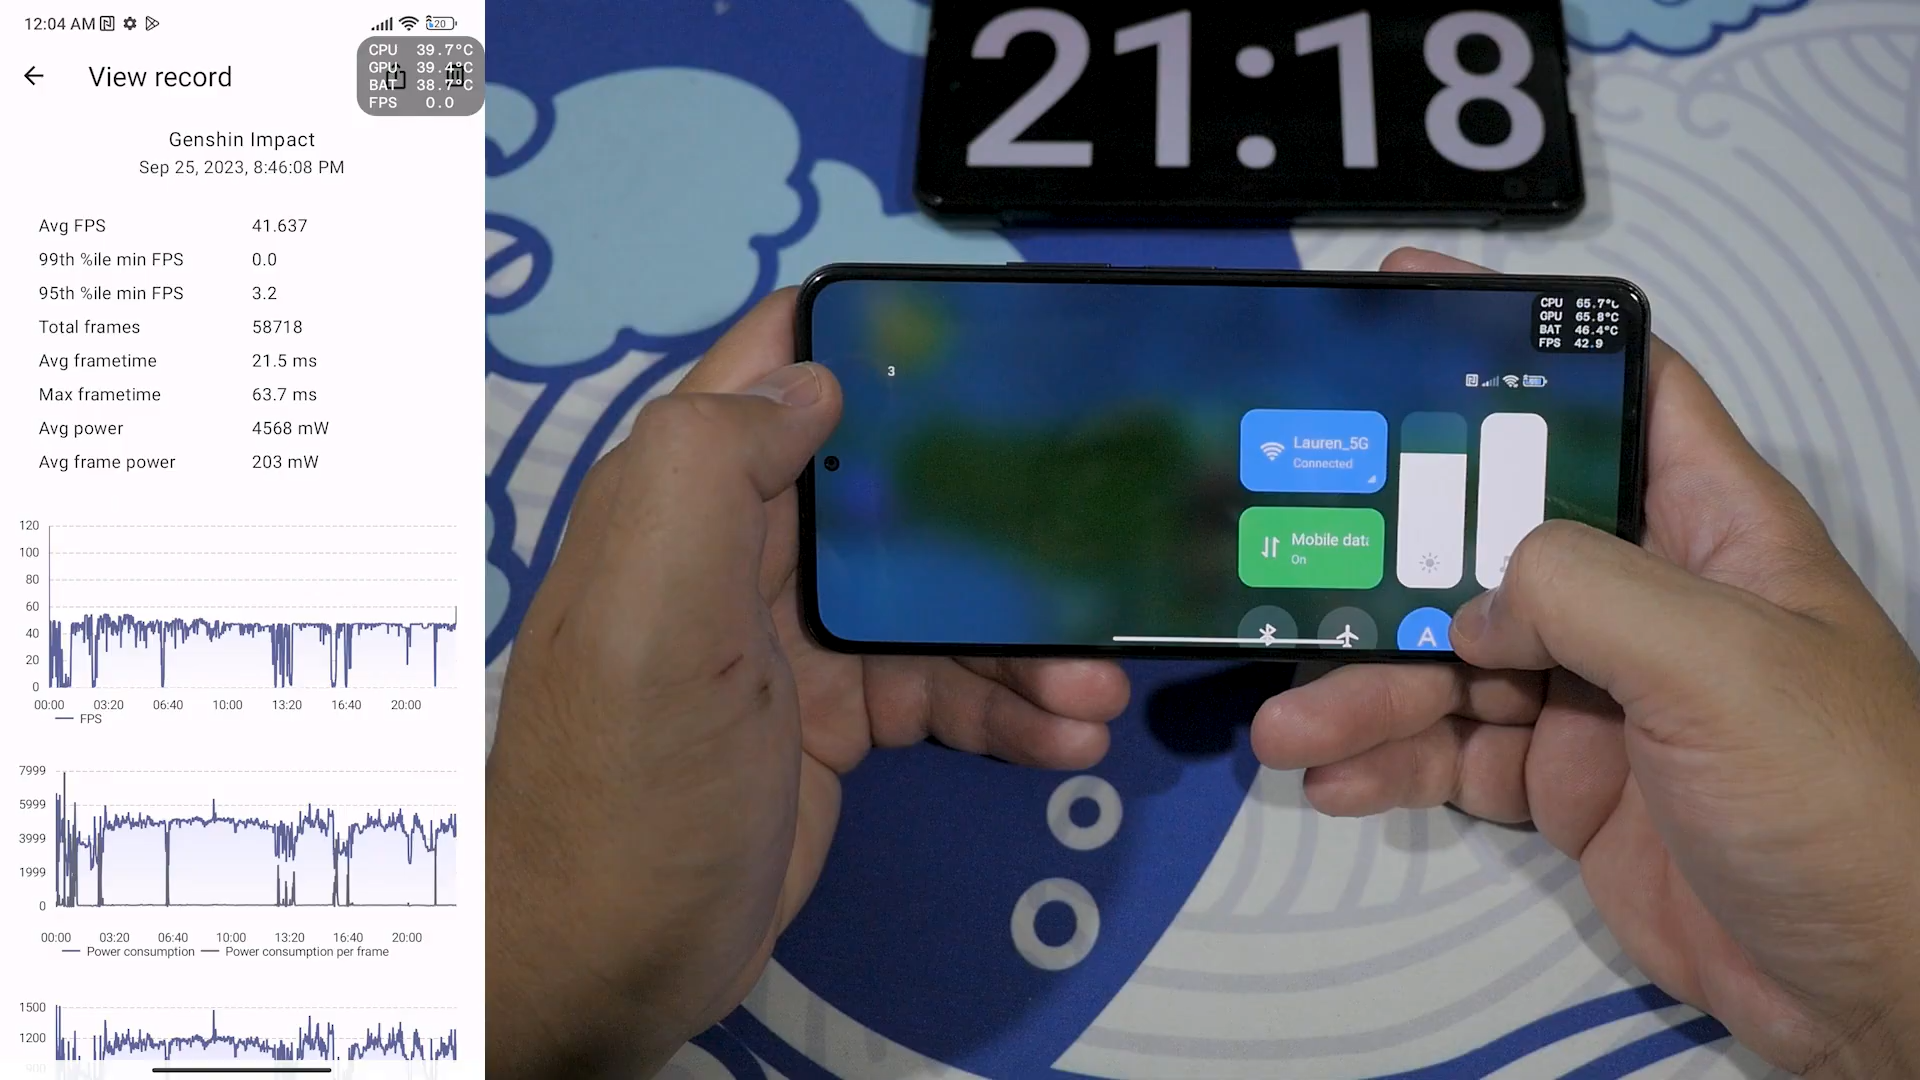 12:04 AM
20
CPU 39.7°C
GPU 39.4°C
BAT 38.7°C
FPS 0.0
View record
Genshin Impact
Sep 25, 2023, 8:46:08 PM
Avg FPS 41.637
99th %ile min FPS 0.0
95th %ile min FPS 3.2
Total frames 58718
Avg frametime 21.5 ms
Max frametime 63.7 ms
Avg power 4568 mW
Avg frame power 203 mW
120
100
80
60
40
20
0
00:00 03:20 06:40 10:00 13:20 16:40 20:00
FPS
7999
5999
3999
1999
0
00:00 03:20 06:40 10:00 13:20 16:40 20:00
Power consumption Power consumption per frame
1500
1200
900
21:18
CPU 65.7°C
GPU 65.8°C
BAT 46.4°C
FPS 42.9
3
Lauren_5G
Connected
Mobile data
On
A